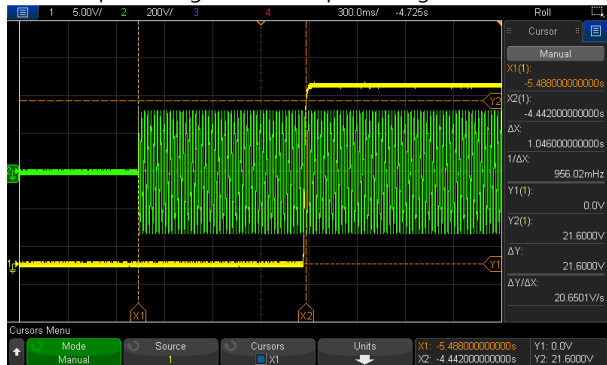 1 5.00V/ 2 200V/ 3 4 300.0ms/ -4.725s Roll
Cursor
Manual
X1(1):
-5.488000000000s
X2(1):
-4.442000000000s
ΔX:
1.046000000000s
1/ΔX:
956.02mHz
Y1(1):
0.0V
Y2(1):
21.6000V
ΔY:
21.6000V
ΔY/ΔX:
20.6501V/s
Y2
Y1
X1 X2
Cursors Menu
Mode Source Cursors Units X1: -5.488000000000s Y1: 0.0V
Manual 1 X1 X2: -4.442000000000s Y2: 21.6000V